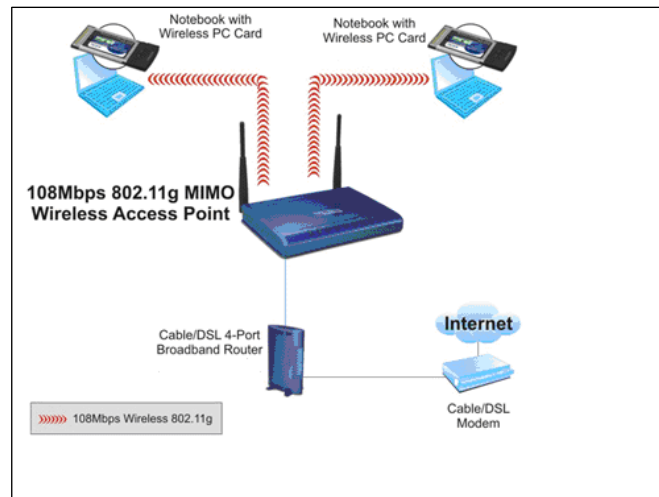 Notebook with
Wireless PC Card
Notebook with
Wireless PC Card
108Mbps 802.11g MIMO
Wireless Access Point
Cable/DSL 4-Port
Broadband Router
Internet
Cable/DSL
Modem
108Mbps Wireless 802.11g